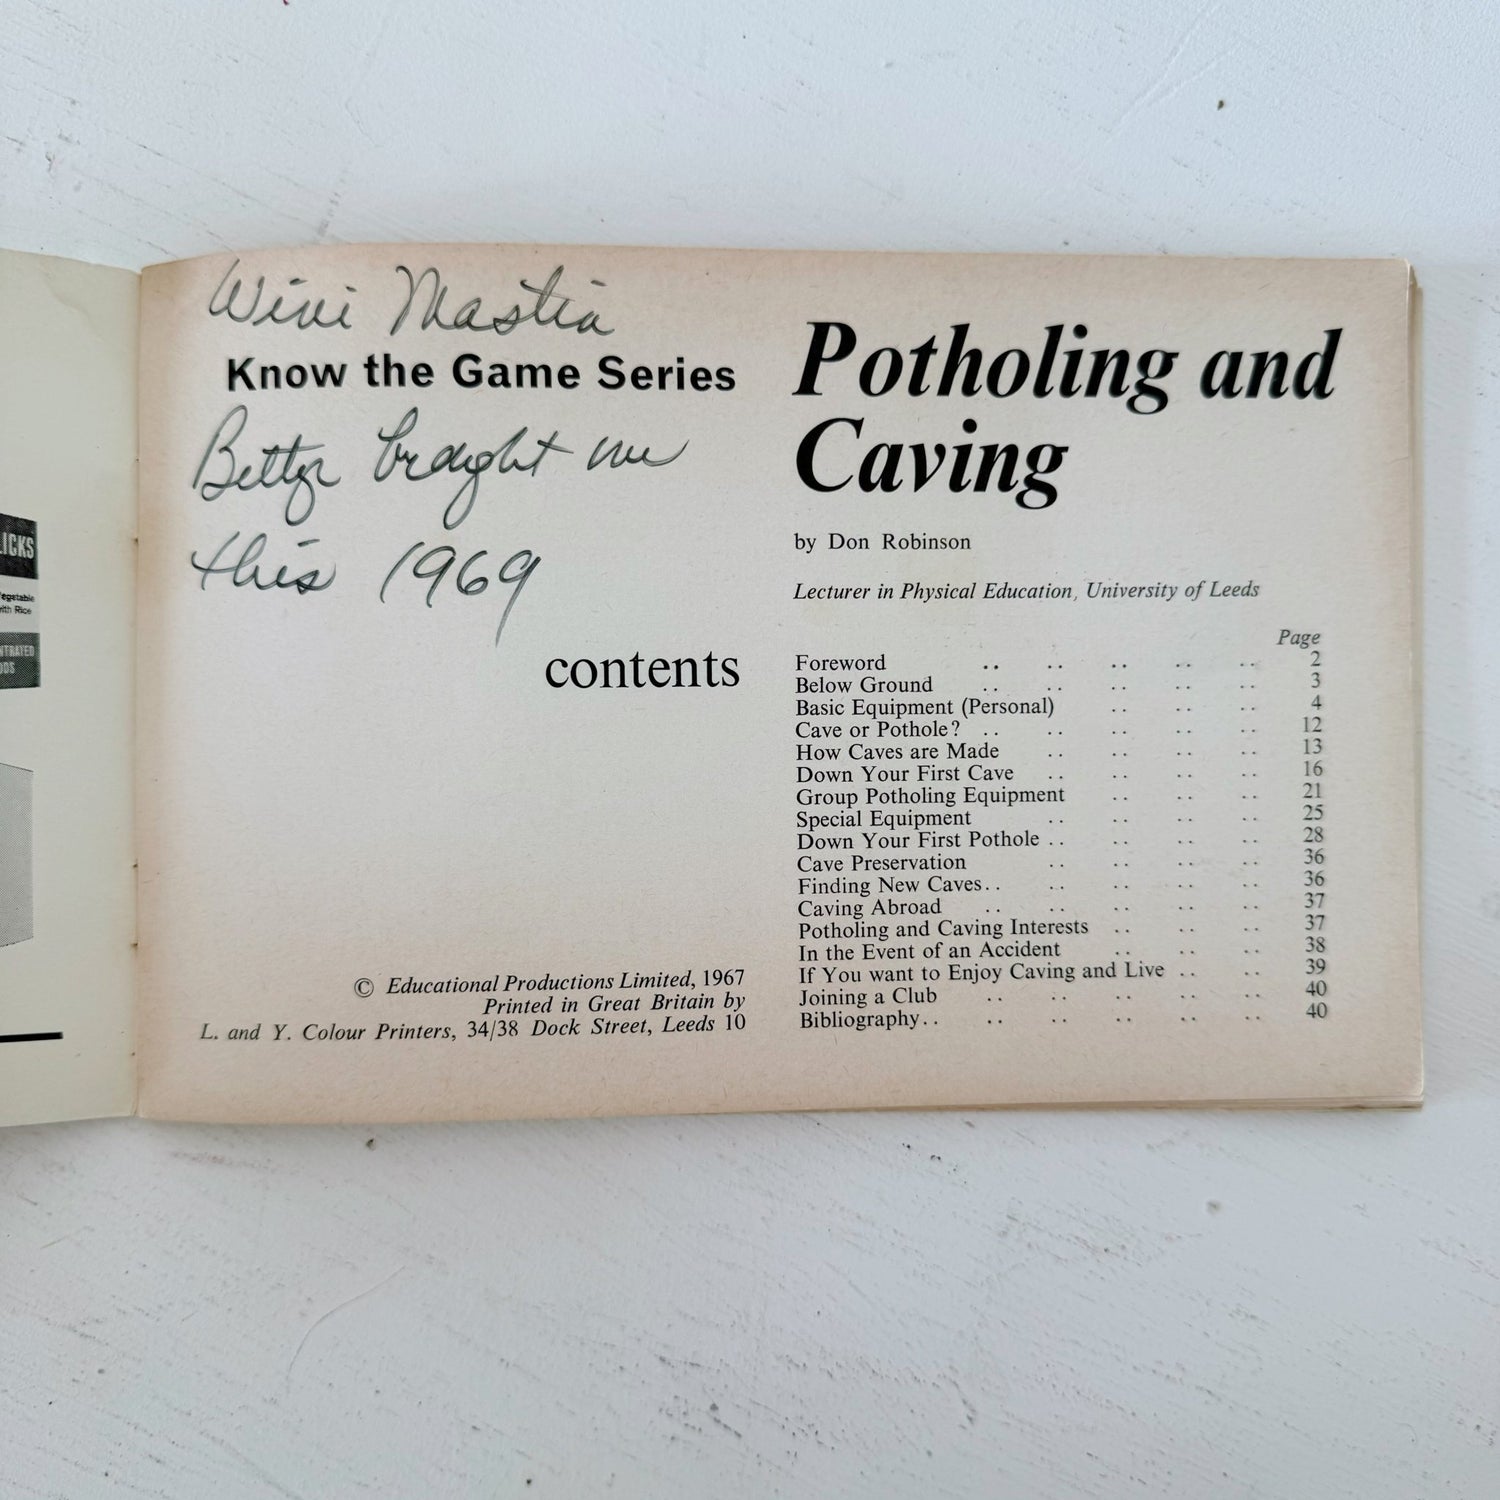 LICKS
Vegetable
with Rice
Wini Mastin
Know the Game Series
Betty bought me
this 1969
contents
© Educational Productions Limited, 1967
Printed in Great Britain by
L. and Y. Colour Printers, 34/38 Dock Street, Leeds 10
Potholing and
Caving
by Don Robinson
Lecturer in Physical Education, University of Leeds
Page
Foreword .. .. .. .. .. 2
Below Ground .. .. .. .. .. 3
Basic Equipment (Personal) .. .. .. 4
Cave or Pothole? .. .. .. .. .. 12
How Caves are Made .. .. .. .. 13
Down Your First Cave .. .. .. .. 16
Group Potholing Equipment .. .. .. 21
Special Equipment .. .. .. .. 25
Down Your First Pothole .. .. .. .. 28
Cave Preservation .. .. .. .. 36
Finding New Caves.. .. .. .. .. 36
Caving Abroad .. .. .. .. .. 37
Potholing and Caving Interests .. .. .. 37
In the Event of an Accident .. .. .. 38
If You want to Enjoy Caving and Live .. .. 39
Joining a Club .. .. .. .. .. 40
Bibliography.. .. .. .. .. .. 40